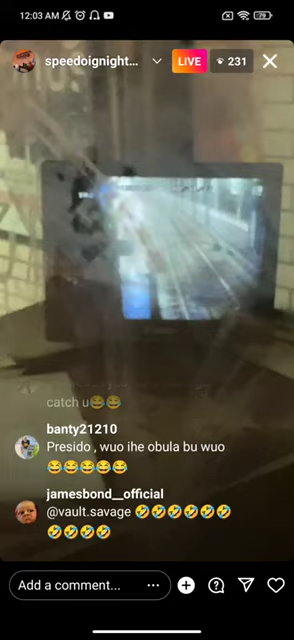 12:03 AM
79
speedoignight...
LIVE
231
catch u😂😂
banty21210
Presido , wuo ihe obula bu wuo
😂😂😂😂😂
jamesbond__official
@vault.savage 🤣🤣🤣🤣🤣🤣
🤣🤣🤣🤣
Add a comment...